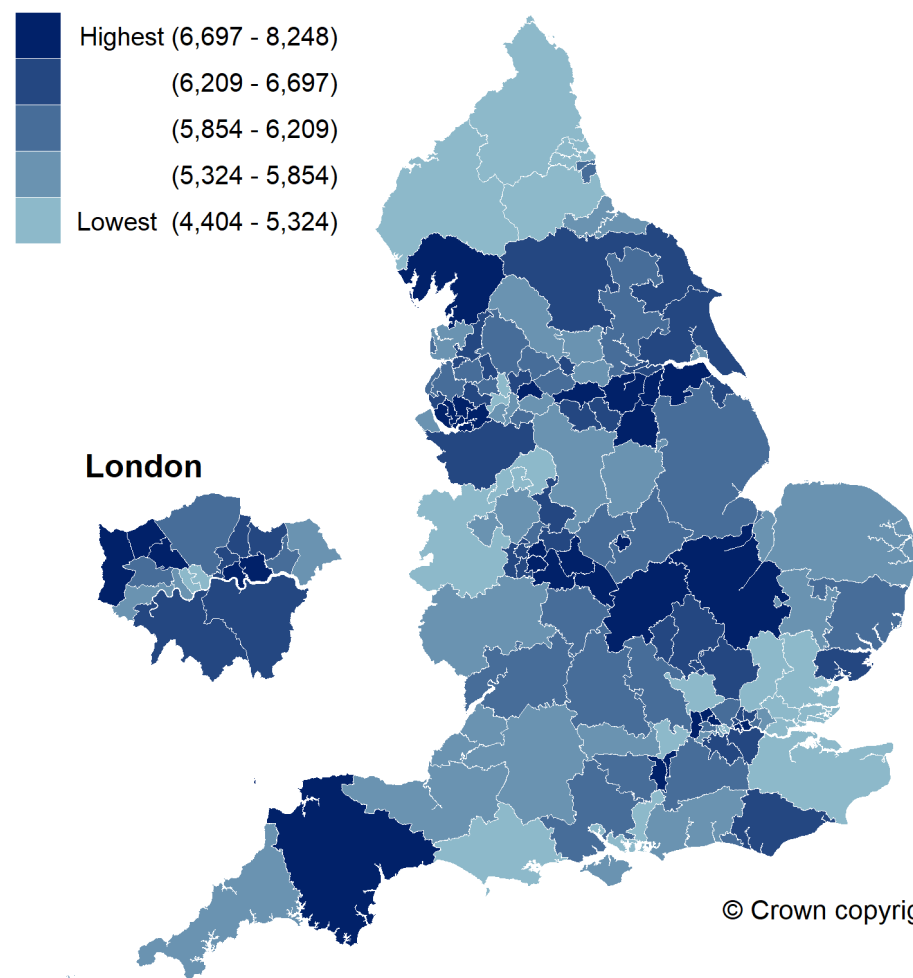 Highest (6,697 - 8,248)
(6,209 - 6,697)
(5,854 - 6,209)
(5,324 - 5,854)
Lowest (4,404 - 5,324)
London
© Crown copyrig